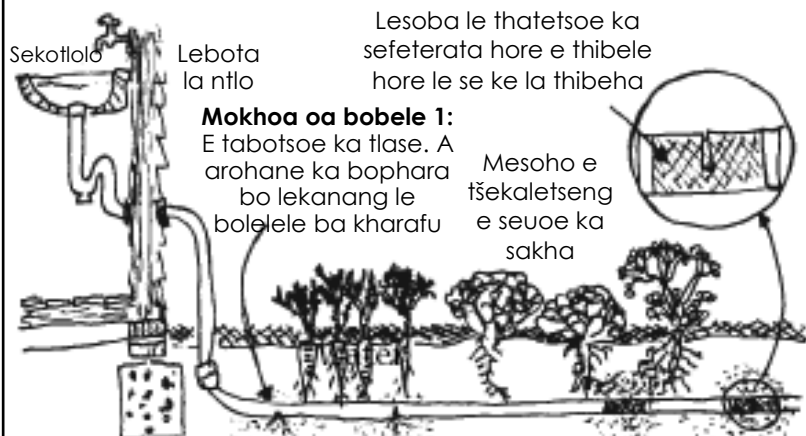 Sekotlolo
Lebota
la ntlo
Lesoba le thatetsoe ka
sefeterata hore e thibele
hore le se ke la thibeha
Mokhoa oa bobele 1:
E tabotsoe ka tlase. A
arohane ka bophara
bo lekanang le
bolelele ba kharafu
Mesoho e
tšekaletseng
e seuoe ka
sakha